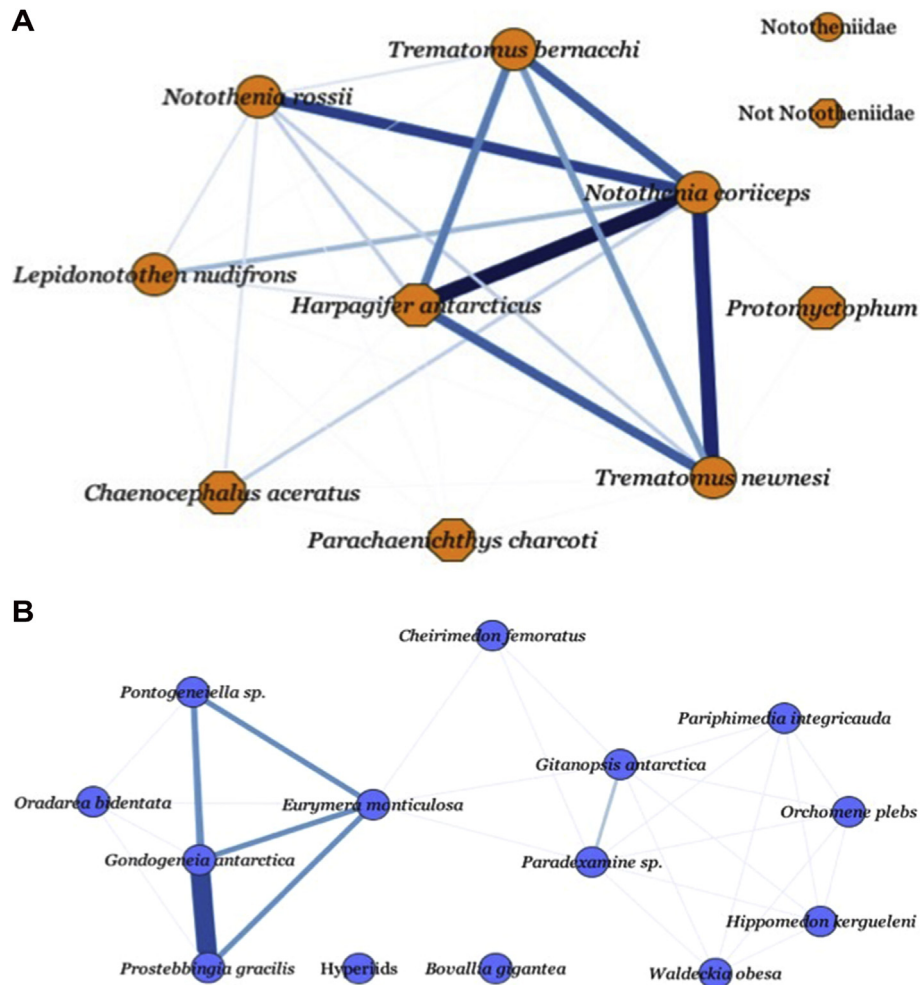 A
Trematomus bernacchi
Nototheniidae
Notothenia rossii
Not Nototheniidae
Notothenia coriiceps
Lepidonotothen nudifrons
Harpagifer antarcticus
Protomyctophum
Trematomus newnesi
Chaenocephalus aceratus
Parachaenichthys charcoti
B
Cheirimedon femoratus
Pontogeneiella sp.
Pariphimedia integricauda
Gitanopsis antarctica
Oradarea bidentata
Eurymera monticulosa
Orchomene plebs
Gondogeneia antarctica
Paradexamine sp.
Hippomedon kergueleni
Prostebbingia gracilis
Hyperiids
Bovallia gigantea
Waldeckia obesa